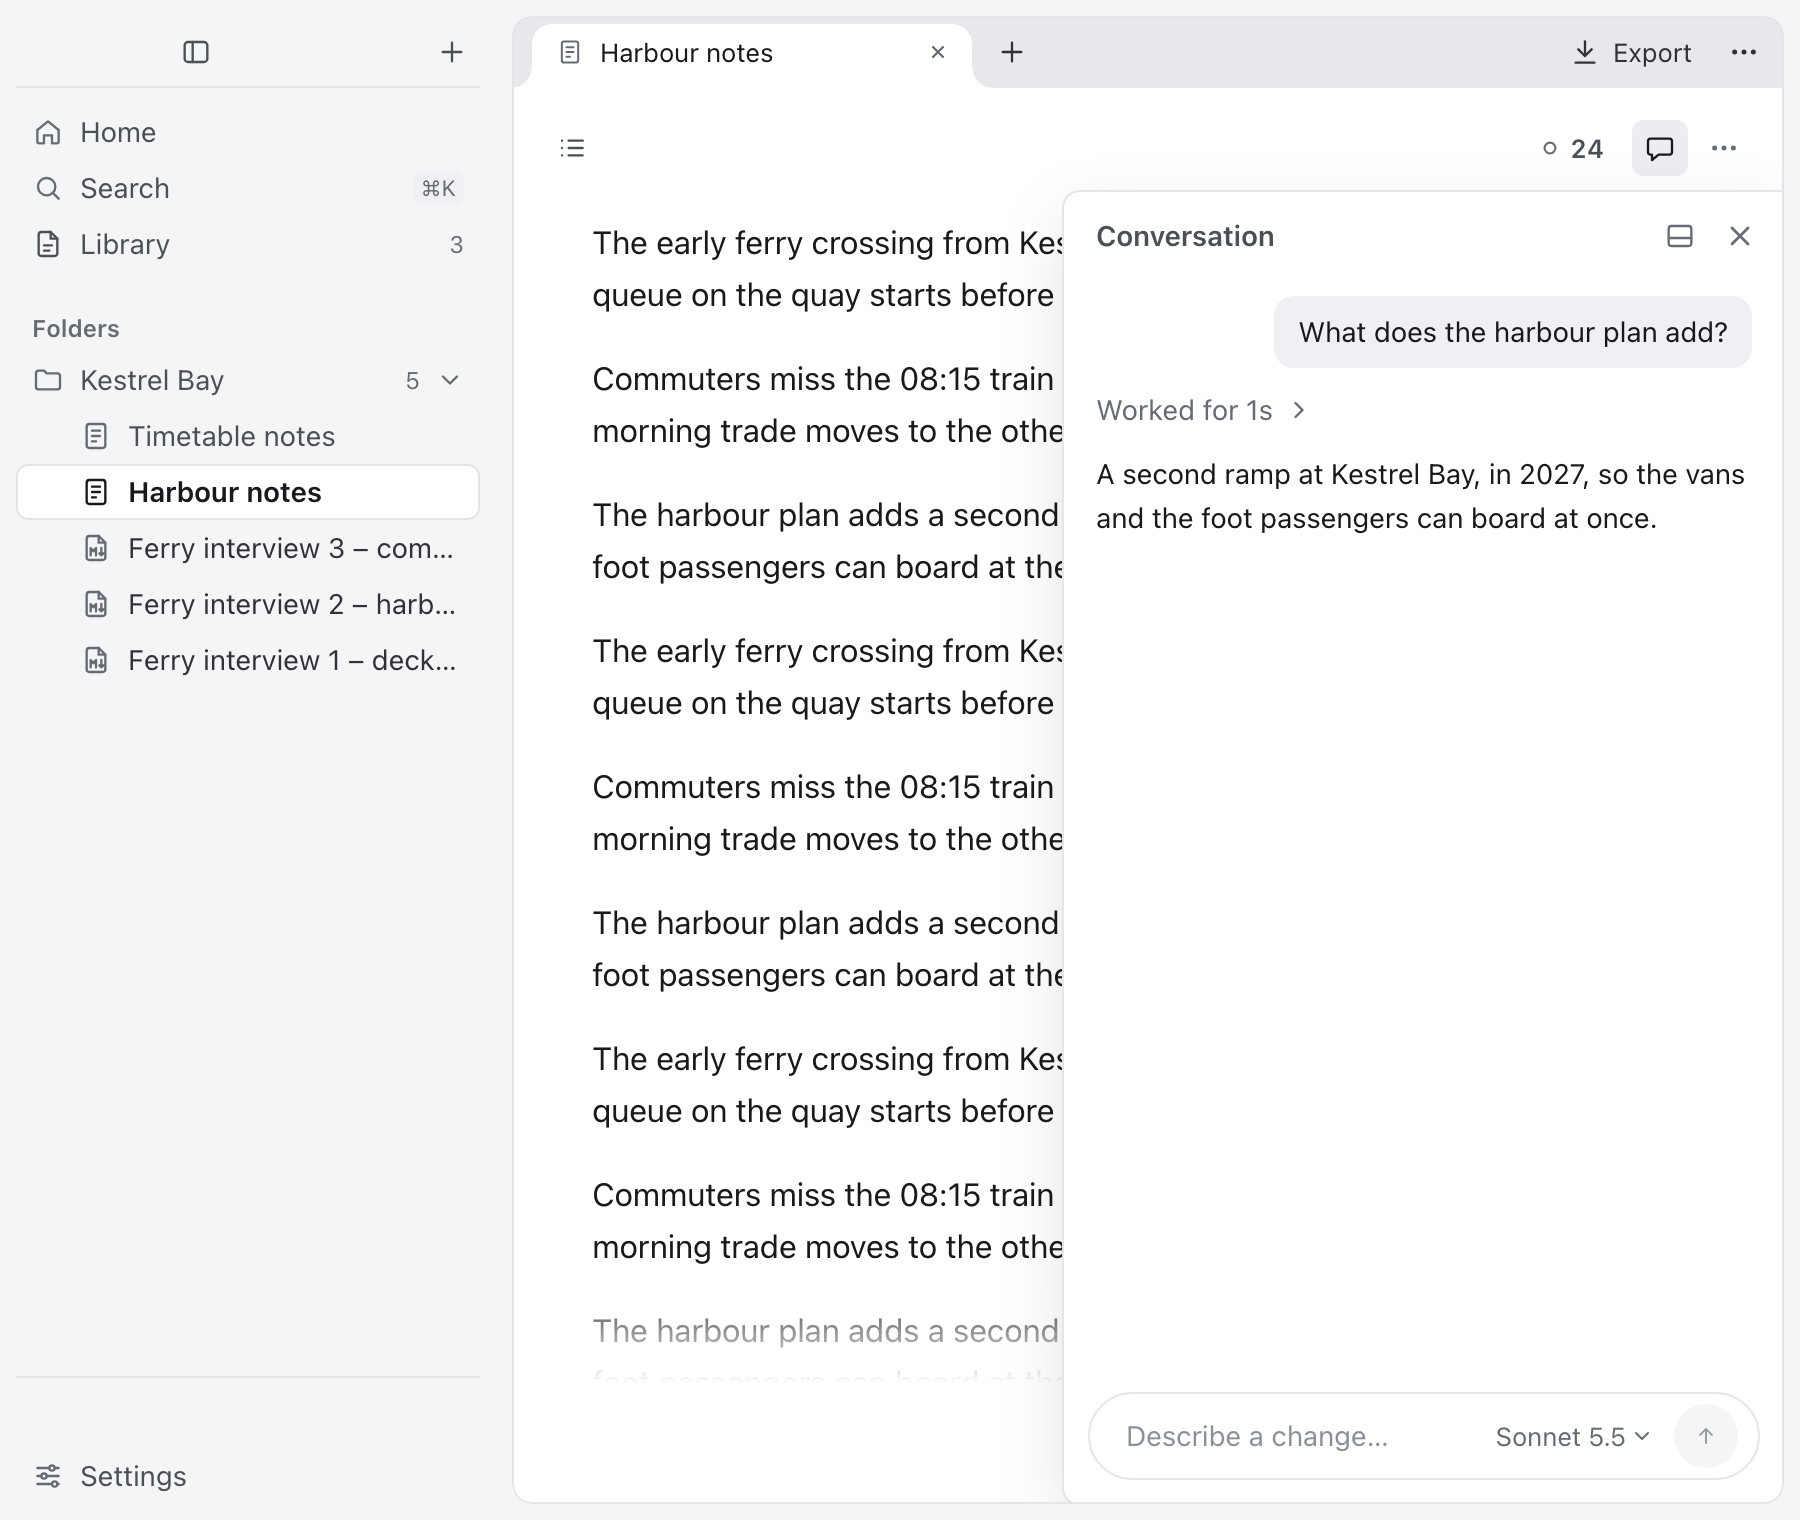 Home
Search ⌘K
Library 3
Folders
Kestrel Bay 5
Timetable notes
Harbour notes
Ferry interview 3 – com...
Ferry interview 2 – harb...
Ferry interview 1 – deck...
Settings
Harbour notes
Export
24
The early ferry crossing from Kes
queue on the quay starts before
Commuters miss the 08:15 train
morning trade moves to the othe
The harbour plan adds a second
foot passengers can board at the
The early ferry crossing from Kes
queue on the quay starts before
Commuters miss the 08:15 train
morning trade moves to the othe
The harbour plan adds a second
foot passengers can board at the
The early ferry crossing from Kes
queue on the quay starts before
Commuters miss the 08:15 train
morning trade moves to the othe
The harbour plan adds a second
foot passengers can board at the
Conversation
What does the harbour plan add?
Worked for 1s
A second ramp at Kestrel Bay, in 2027, so the vans
and the foot passengers can board at once.
Describe a change...
Sonnet 5.5